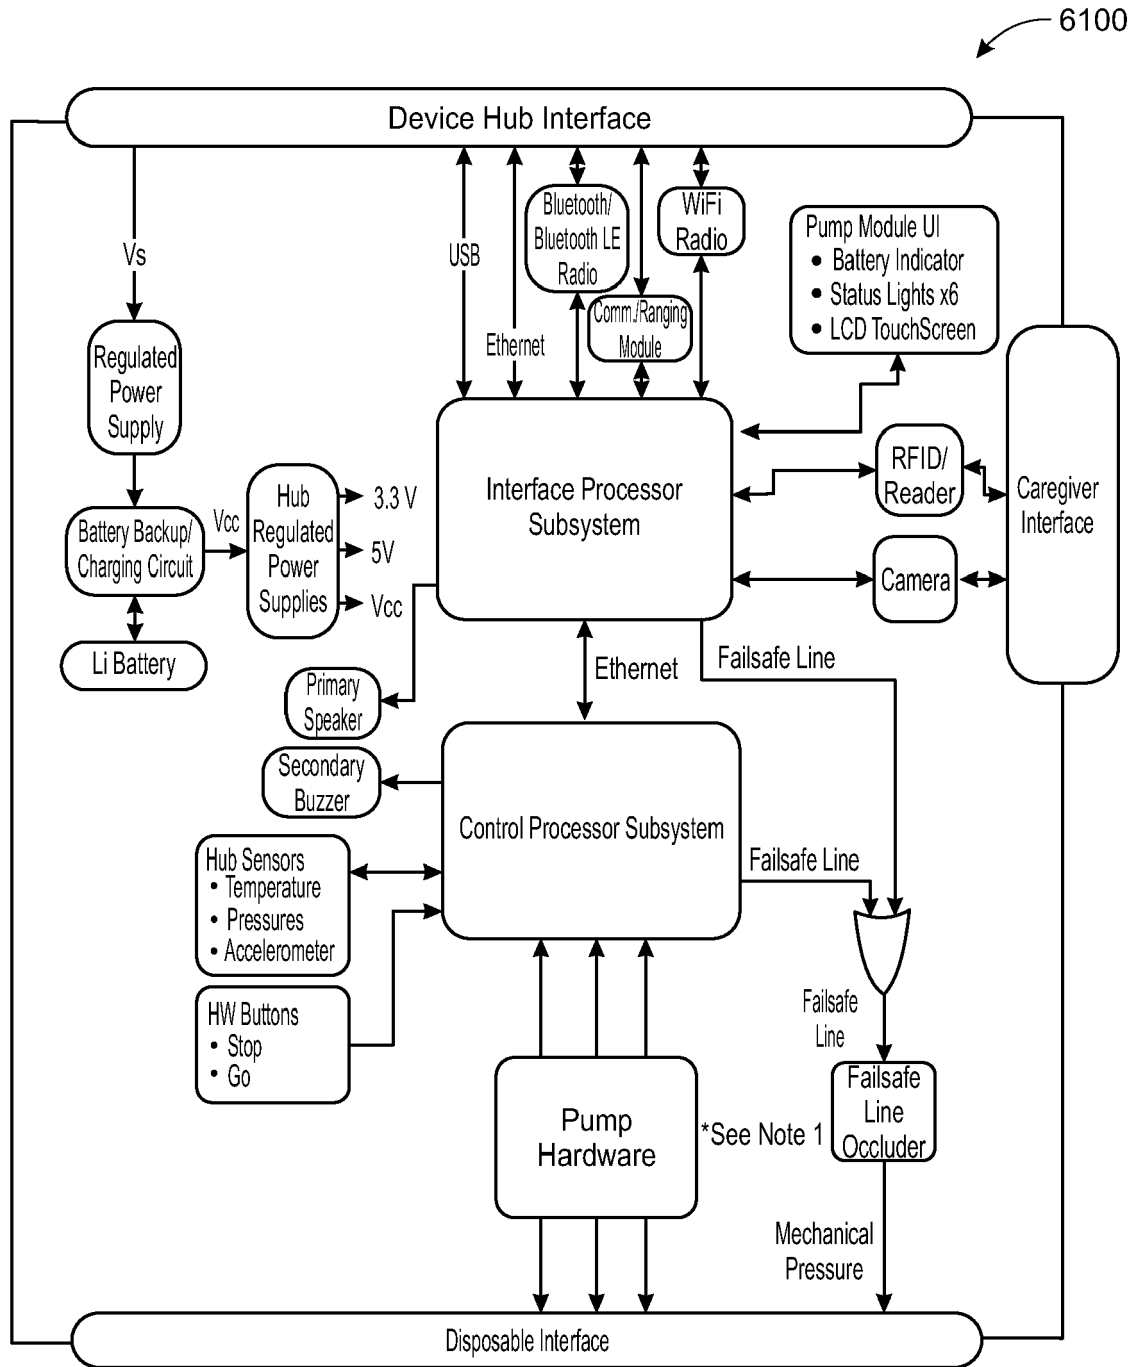 6100
Device Hub Interface
Vs
USB
Ethernet
Bluetooth/
Bluetooth LE
Radio
Comm./Ranging
Module
WiFi
Radio
Pump Module UI
• Battery Indicator
• Status Lights x6
• LCD TouchScreen
Regulated
Power
Supply
Battery Backup/
Charging Circuit
Vcc
Hub
Regulated
Power
Supplies
3.3 V
5V
Vcc
Li Battery
Interface Processor
Subsystem
RFID/
Reader
Camera
Caregiver
Interface
Primary
Speaker
Ethernet
Failsafe Line
Secondary
Buzzer
Control Processor Subsystem
Failsafe Line
Hub Sensors
• Temperature
• Pressures
• Accelerometer
HW Buttons
• Stop
• Go
Failsafe
Line
Pump
Hardware
*See Note 1
Failsafe
Line
Occluder
Mechanical
Pressure
Disposable Interface